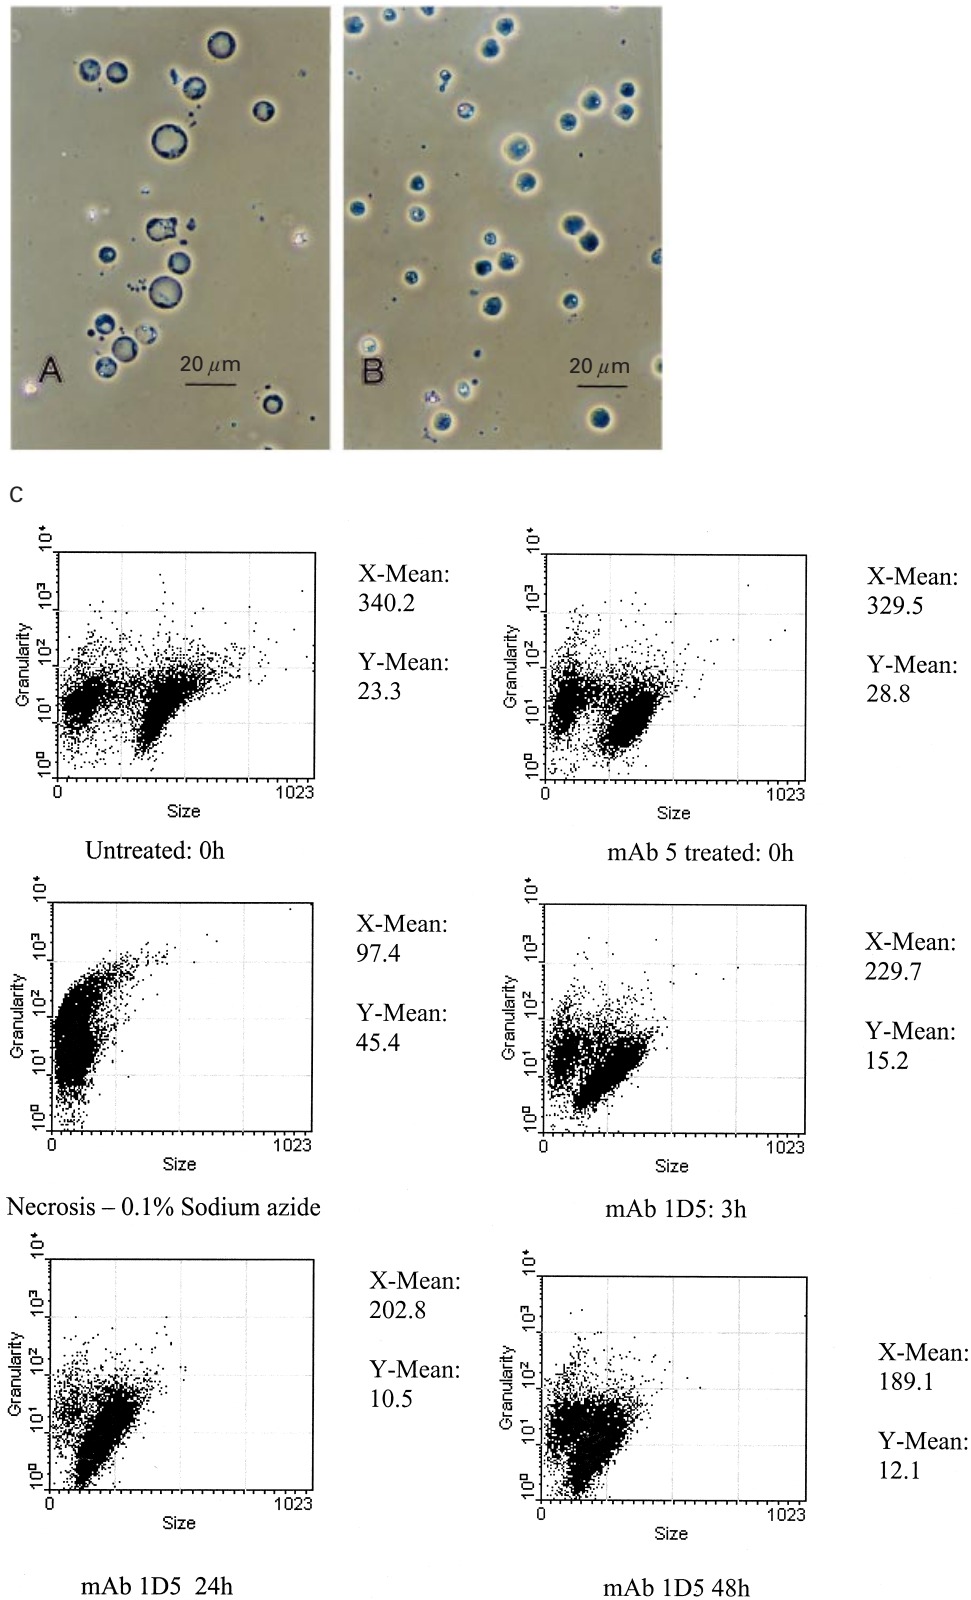 A
20 μm
B
20 μm
C
10⁴
10³
10²
10¹
10⁰
Granularity
0
1023
Size
X-Mean:
340.2
Y-Mean:
23.3
Untreated: 0h
10⁴
10³
10²
10¹
10⁰
Granularity
0
1023
Size
X-Mean:
329.5
Y-Mean:
28.8
mAb 5 treated: 0h
10⁴
10³
10²
10¹
10⁰
Granularity
0
1023
Size
X-Mean:
97.4
Y-Mean:
45.4
Necrosis – 0.1% Sodium azide
10⁴
10³
10²
10¹
10⁰
Granularity
0
1023
Size
X-Mean:
229.7
Y-Mean:
15.2
mAb 1D5: 3h
10⁴
10³
10²
10¹
10⁰
Granularity
0
1023
Size
X-Mean:
202.8
Y-Mean:
10.5
mAb 1D5 24h
10⁴
10³
10²
10¹
10⁰
Granularity
0
1023
Size
X-Mean:
189.1
Y-Mean:
12.1
mAb 1D5 48h